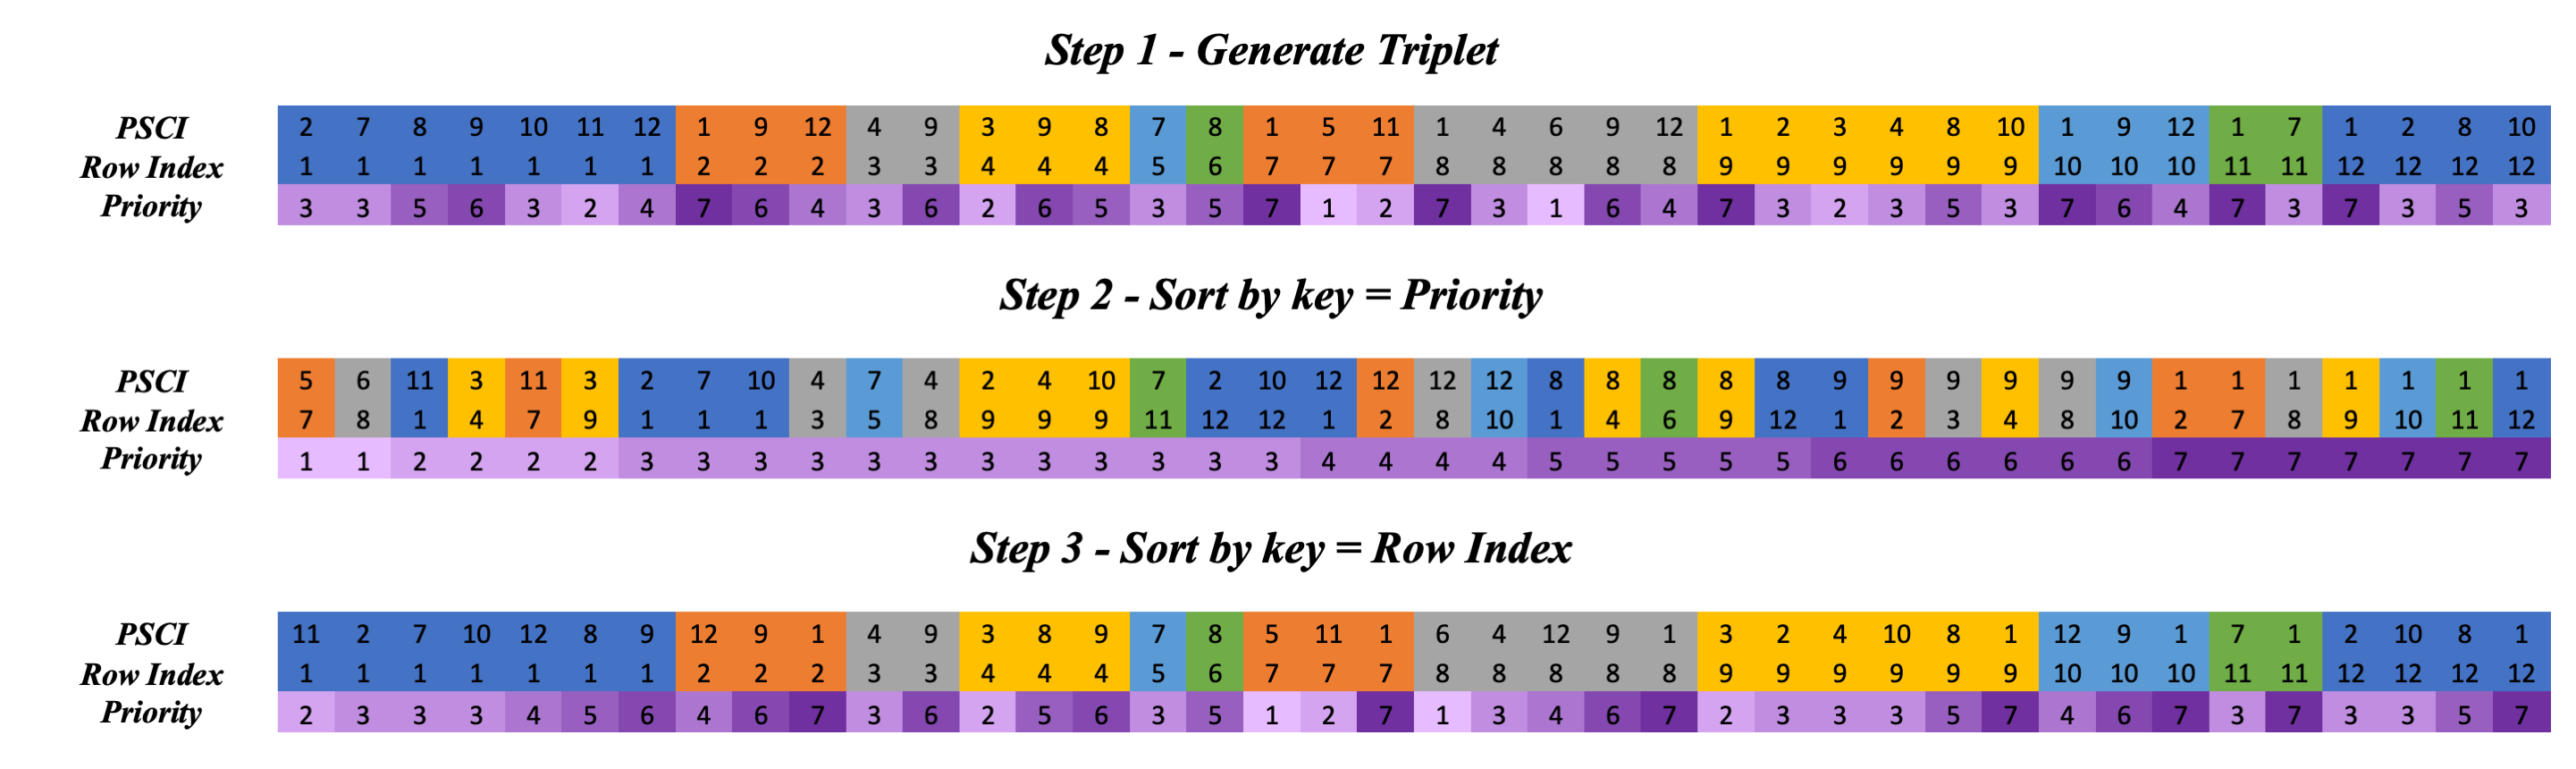 Step 1 - Generate Triplet
PSCI 2 7 8 9 10 11 12 1 9 12 4 9 3 9 8 7 8 1 5 11 1 4 6 9 12 1 2 3 4 8 10 1 9 12 1 7 1 2 8 10
Row Index 1 1 1 1 1 1 1 2 2 2 3 3 4 4 4 5 6 7 7 7 8 8 8 8 8 9 9 9 9 9 9 10 10 10 11 11 12 12 12 12
Priority 3 3 5 6 3 2 4 7 6 4 3 6 2 6 5 3 5 7 1 2 7 3 1 6 4 7 3 2 3 5 3 7 6 4 7 3 7 3 5 3
Step 2 - Sort by key = Priority
PSCI 5 6 11 3 11 3 2 7 10 4 7 4 2 4 10 7 2 10 12 12 12 12 8 8 8 8 8 9 9 9 9 9 9 1 1 1 1 1 1 1
Row Index 7 8 1 4 7 9 1 1 1 3 5 8 9 9 9 11 12 12 1 2 8 10 1 4 6 9 12 1 2 3 4 8 10 2 7 8 9 10 11 12
Priority 1 1 2 2 2 2 3 3 3 3 3 3 3 3 3 3 3 3 4 4 4 4 5 5 5 5 5 6 6 6 6 6 6 7 7 7 7 7 7 7
Step 3 - Sort by key = Row Index
PSCI 11 2 7 10 12 8 9 12 9 1 4 9 3 8 9 7 8 5 11 1 6 4 12 9 1 3 2 4 10 8 1 12 9 1 7 1 2 10 8 1
Row Index 1 1 1 1 1 1 1 2 2 2 3 3 4 4 4 5 6 7 7 7 8 8 8 8 8 9 9 9 9 9 9 10 10 10 11 11 12 12 12 12
Priority 2 3 3 3 4 5 6 4 6 7 3 6 2 5 6 3 5 1 2 7 1 3 4 6 7 2 3 3 3 5 7 4 6 7 3 7 3 3 5 7